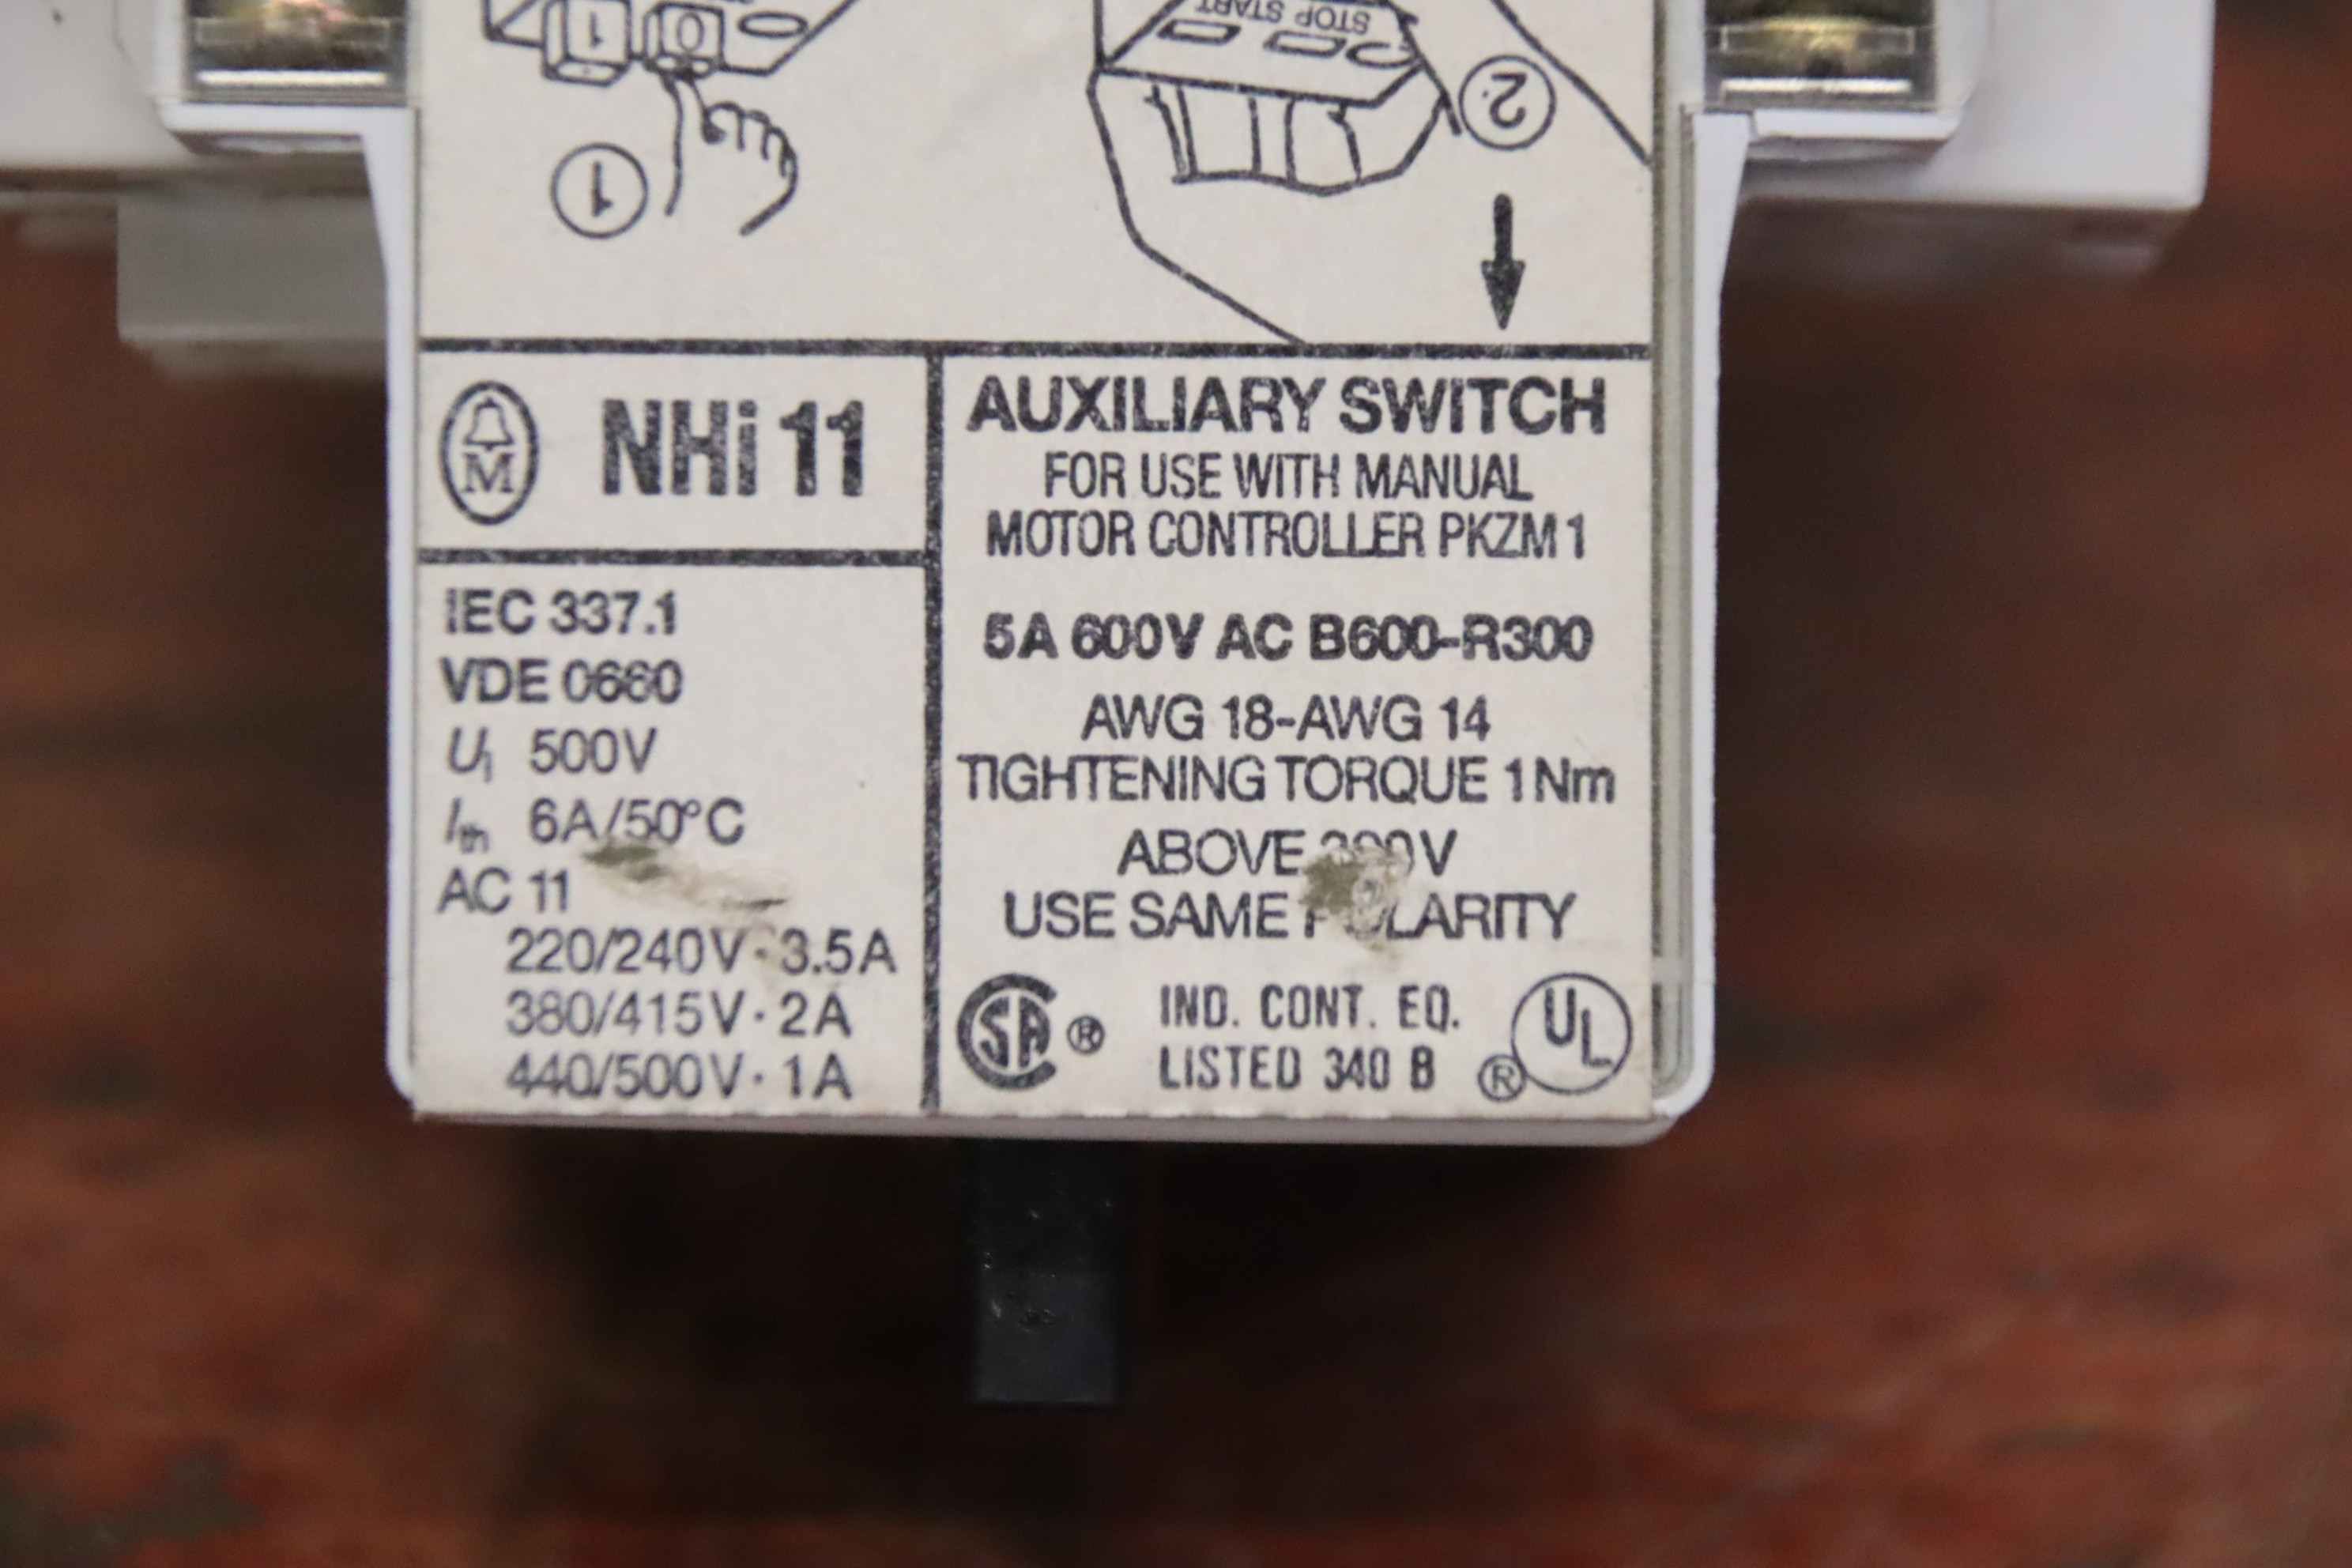 1 0
STOP START
1
2
M
NHi 11
IEC 337.1
VDE 0660
Ui 500V
Ith 6A/50°C
AC 11
220/240V · 3.5A
380/415V · 2A
440/500V · 1A
AUXILIARY SWITCH
FOR USE WITH MANUAL
MOTOR CONTROLLER PKZM 1
5A 600V AC B600-R300
AWG 18-AWG 14
TIGHTENING TORQUE 1 Nm
ABOVE V
USE SAME POLARITY
SA ®
IND. CONT. EQ.
LISTED 340 B
® UL